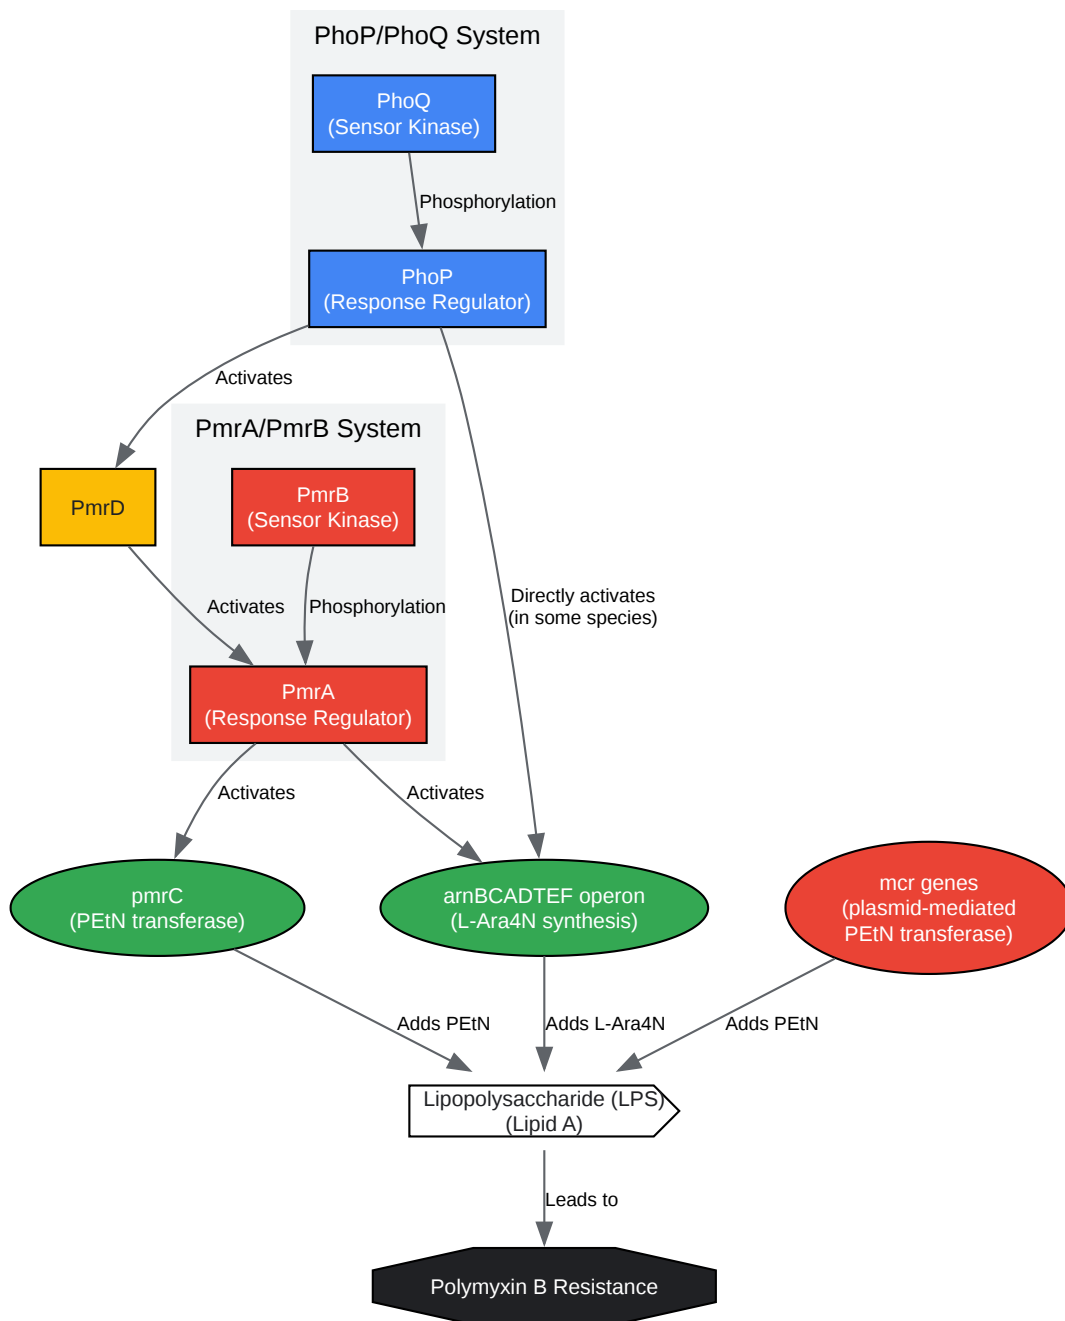 PhoP/PhoQ System
PhoQ
(Sensor Kinase)
Phosphorylation
PhoP
(Response Regulator)
Activates
PmrA/PmrB System
PmrD
PmrB
(Sensor Kinase)
Directly activates
(in some species)
Activates
Phosphorylation
PmrA
(Response Regulator)
Activates
Activates
pmrC
(PEtN transferase)
arnBCADTEF operon
(L-Ara4N synthesis)
mcr genes
(plasmid-mediated
PEtN transferase)
Adds PEtN
Adds L-Ara4N
Adds PEtN
Lipopolysaccharide (LPS)
(Lipid A)
Leads to
Polymyxin B Resistance